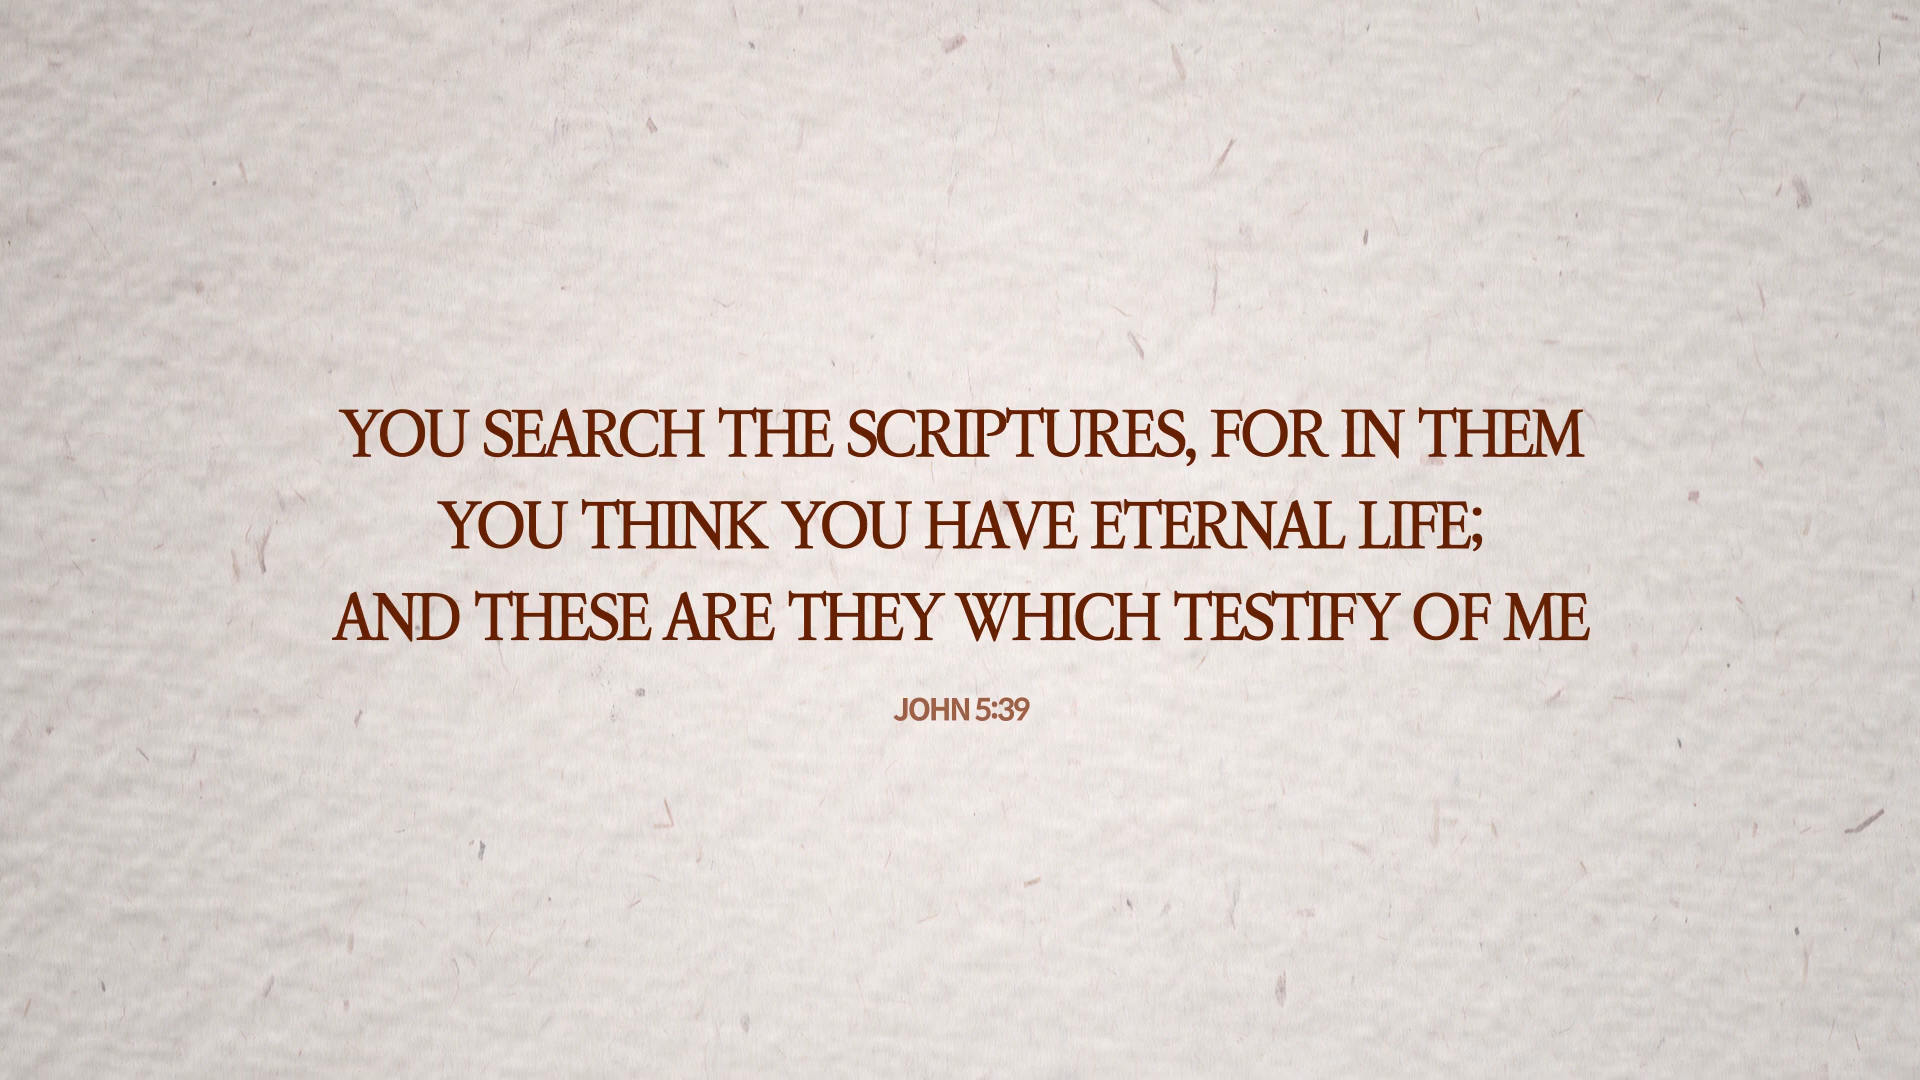 YOU SEARCH THE SCRIPTURES, FOR IN THEM
YOU THINK YOU HAVE ETERNAL LIFE;
AND THESE ARE THEY WHICH TESTIFY OF ME
JOHN 5:39